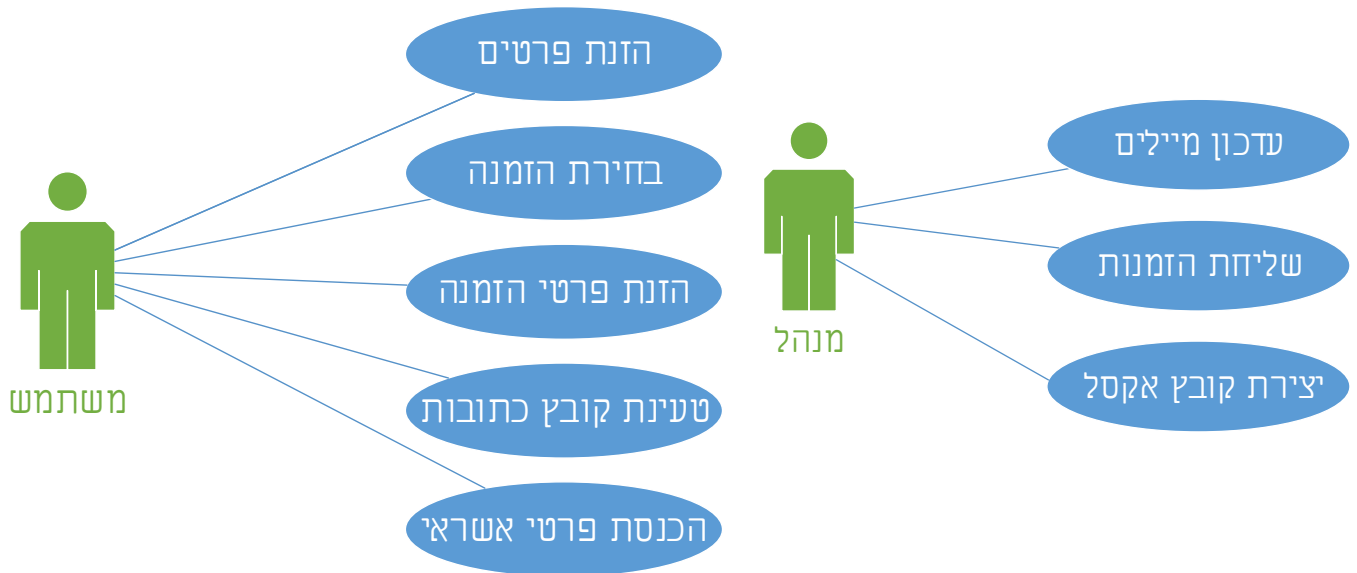 הזנת פרטים
בחירת הזמנה
הזנת פרטי הזמנה
טעינת קובץ כתובות
הכנסת פרטי אשראי
משתמש
עדכון מיילים
שליחת הזמנות
יצירת קובץ אקסל
מנהל